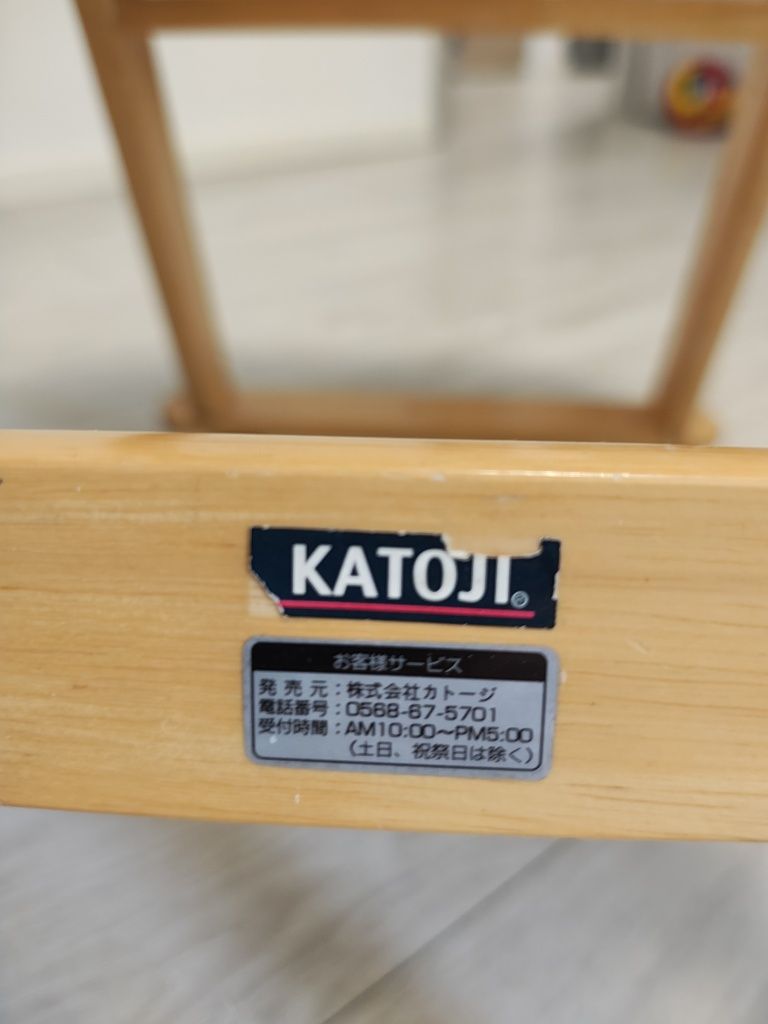 KATOJI®
お客様サービス
発売元：株式会社カトージ
電話番号：0568-67-5701
受付時間：AM10:00～PM5:00
（土日、祝祭日は除く）